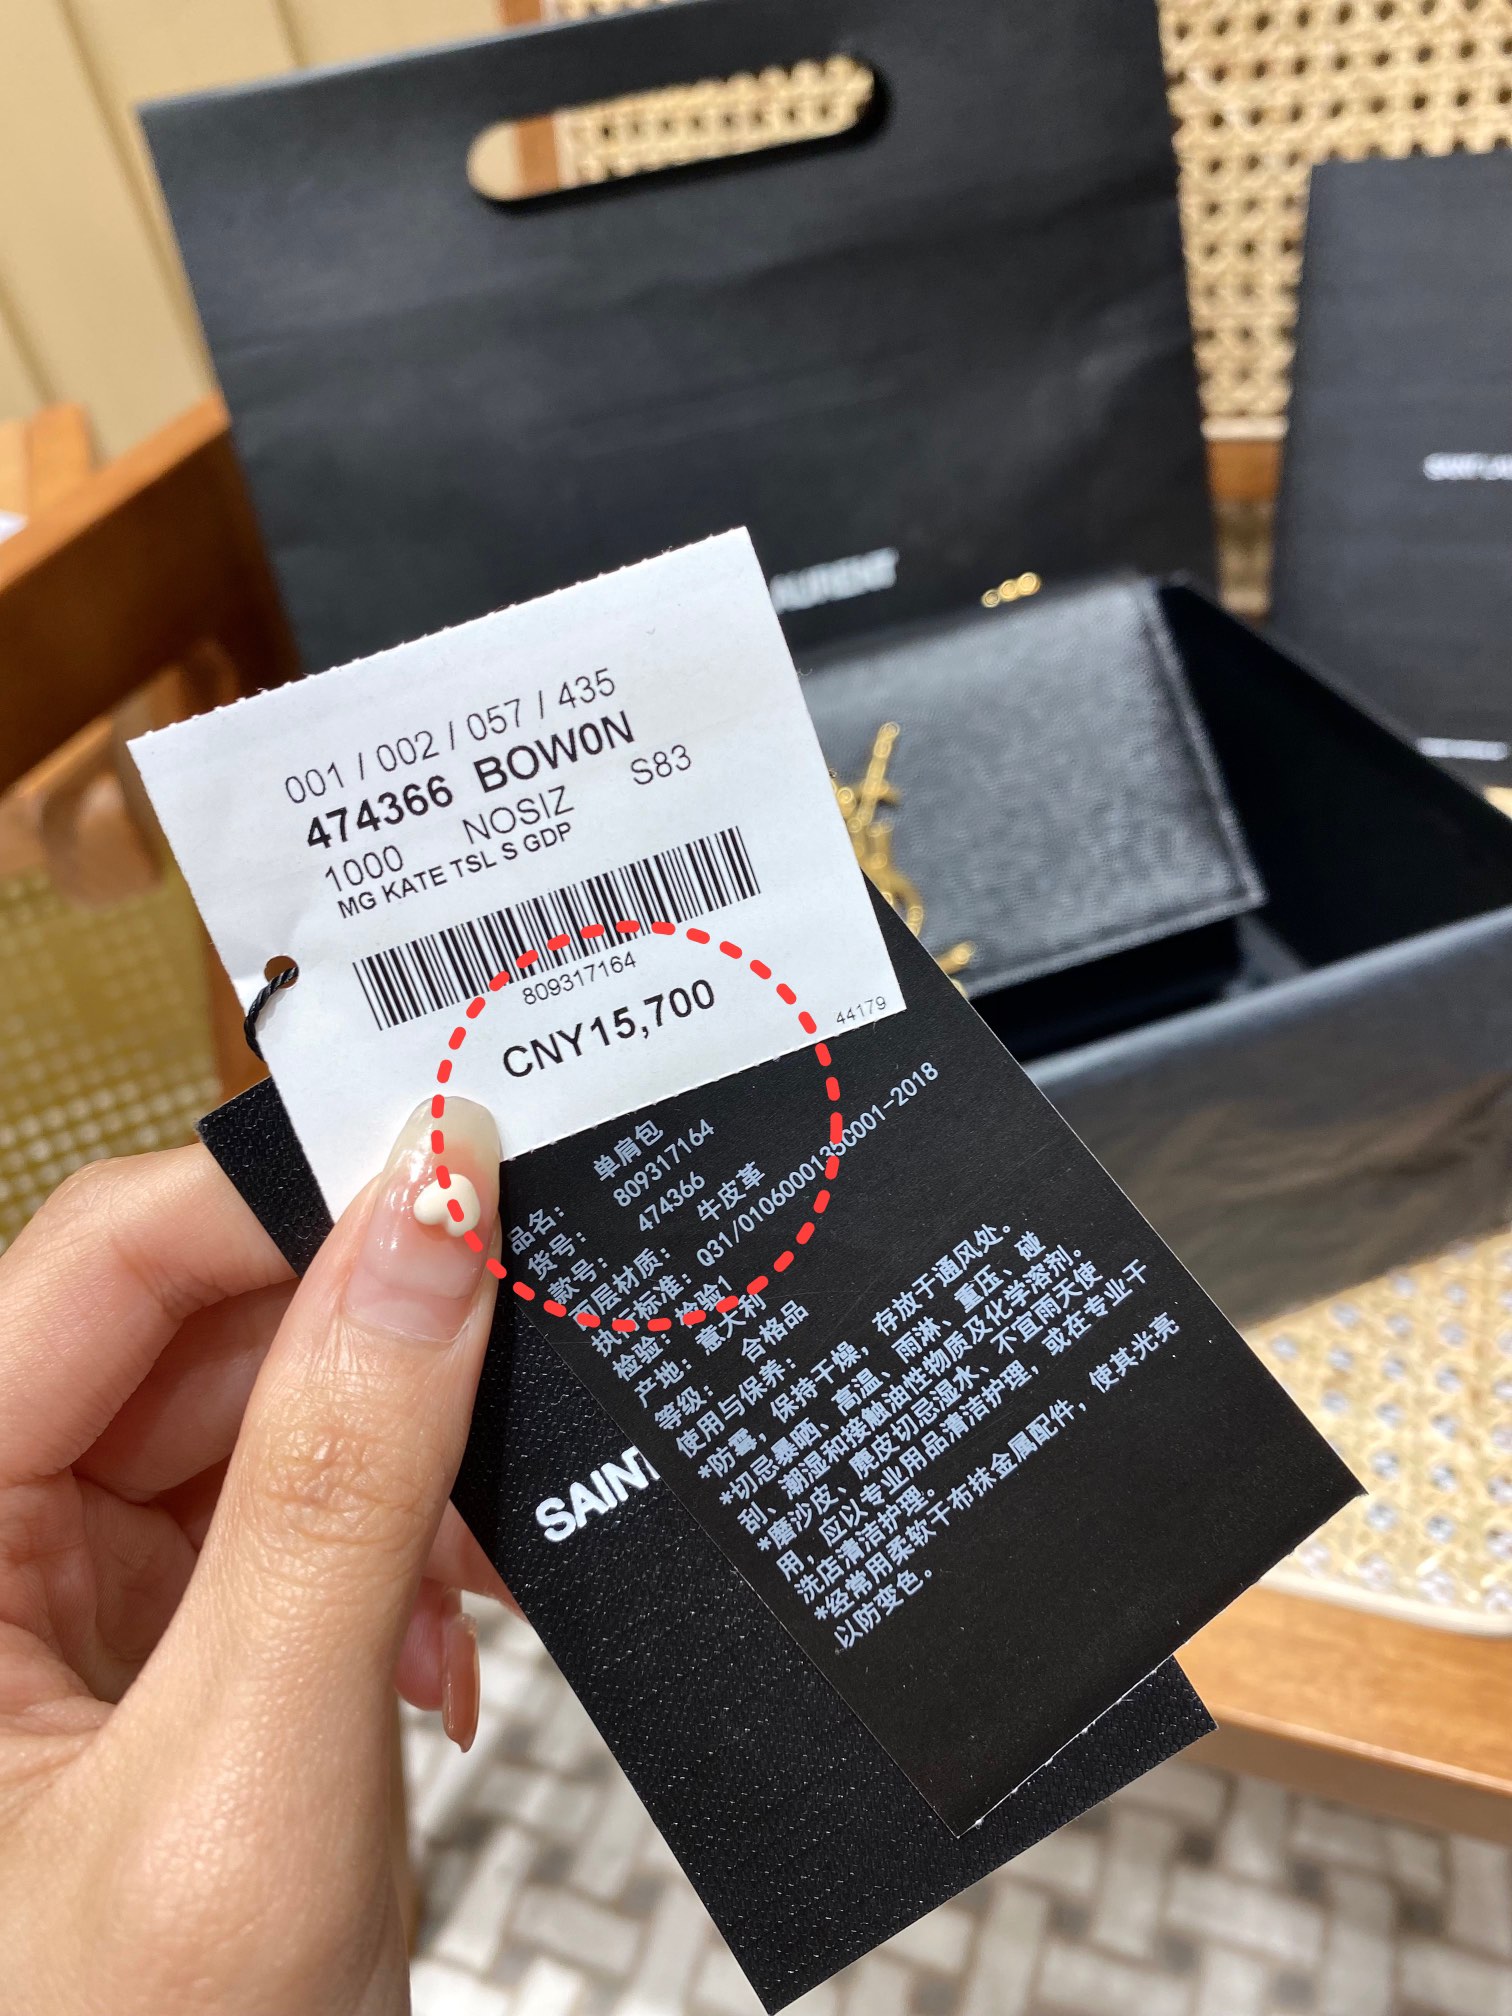 SAINT LAU
AURENT
001 / 002 / 057 / 435
474366 BOW0N
1000 NOSIZ S83
MG KATE TSL S GDP
809317164
CNY15,700
44179
品名： 单肩包
货号： 809317164
款号： 474366
面层材质： 牛皮革
执行标准： Q31/0106000135C001-2018
检验： 检验1
产地： 意大利
等级： 合格品
使用与保养：
*防霉，保持干燥，存放于通风处。
*切忌暴晒、高温、雨淋、重压、碰
刮、潮湿和接触油性物质及化学溶剂。
*磨沙皮、麂皮切忌湿水、不宜雨天使
用，应以专业用品清洁护理，或在专业干
洗店清洁护理。
*经常用柔软干布抹金属配件，使其光亮
以防变色。
SAINT